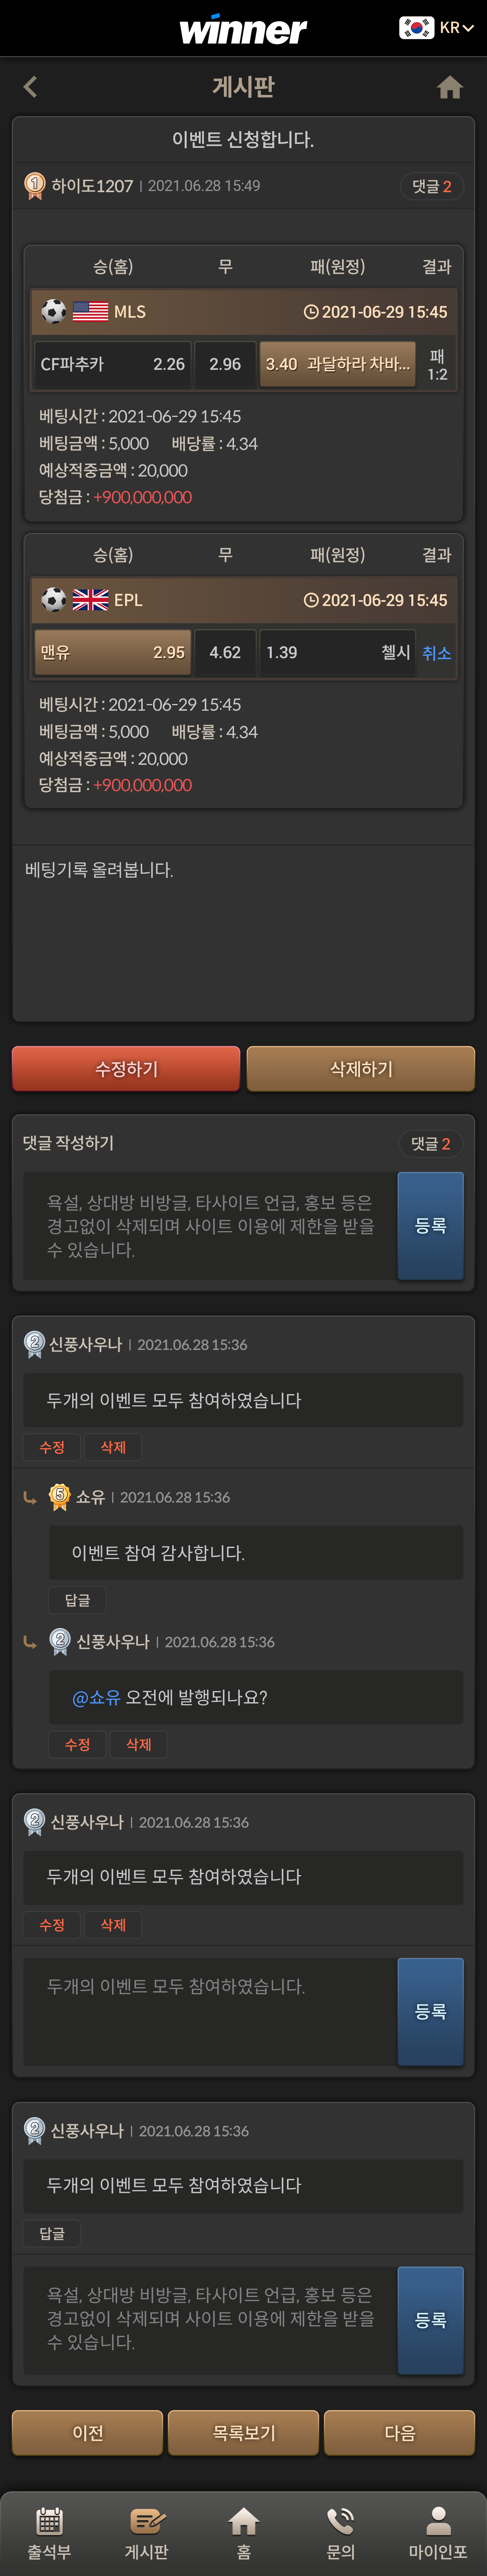 winner
KR
게시판
이벤트 신청합니다.
1 하이도1207 | 2021.06.28 15:49 댓글 2
승(홈) 무 패(원정) 결과
MLS 2021-06-29 15:45
CF파추카 2.26 2.96 3.40 과달하라 차바... 패
1:2
베팅시간 : 2021-06-29 15:45
베팅금액 : 5,000 배당률 : 4.34
예상적중금액 : 20,000
당첨금 : +900,000,000
승(홈) 무 패(원정) 결과
EPL 2021-06-29 15:45
맨유 2.95 4.62 1.39 첼시 취소
베팅시간 : 2021-06-29 15:45
베팅금액 : 5,000 배당률 : 4.34
예상적중금액 : 20,000
당첨금 : +900,000,000
베팅기록 올려봅니다.
수정하기 삭제하기
댓글 작성하기 댓글 2
욕설, 상대방 비방글, 타사이트 언급, 홍보 등은
경고없이 삭제되며 사이트 이용에 제한을 받을
수 있습니다.
등록
2 신풍사우나 | 2021.06.28 15:36
두개의 이벤트 모두 참여하였습니다
수정 삭제
5 쇼유 | 2021.06.28 15:36
이벤트 참여 감사합니다.
답글
2 신풍사우나 | 2021.06.28 15:36
@쇼유 오전에 발행되나요?
수정 삭제
2 신풍사우나 | 2021.06.28 15:36
두개의 이벤트 모두 참여하였습니다
수정 삭제
두개의 이벤트 모두 참여하였습니다.
등록
2 신풍사우나 | 2021.06.28 15:36
두개의 이벤트 모두 참여하였습니다
답글
욕설, 상대방 비방글, 타사이트 언급, 홍보 등은
경고없이 삭제되며 사이트 이용에 제한을 받을
수 있습니다.
등록
이전 목록보기 다음
출석부 게시판 홈 문의 마이인포